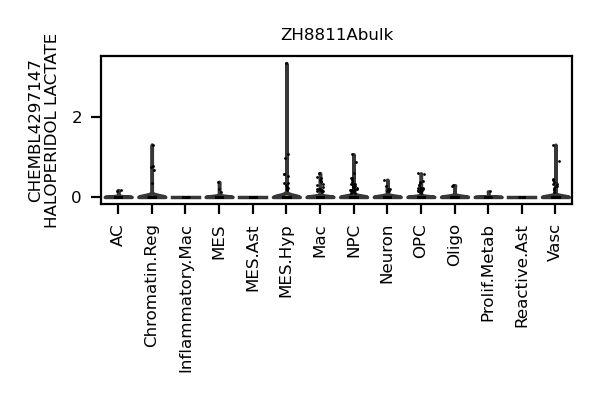 ZH8811Abulk
CHEMBL4297147
HALOPERIDOL LACTATE
2
0
AC
Chromatin.Reg
Inflammatory.Mac
MES
MES.Ast
MES.Hyp
Mac
NPC
Neuron
OPC
Oligo
Prolif.Metab
Reactive.Ast
Vasc